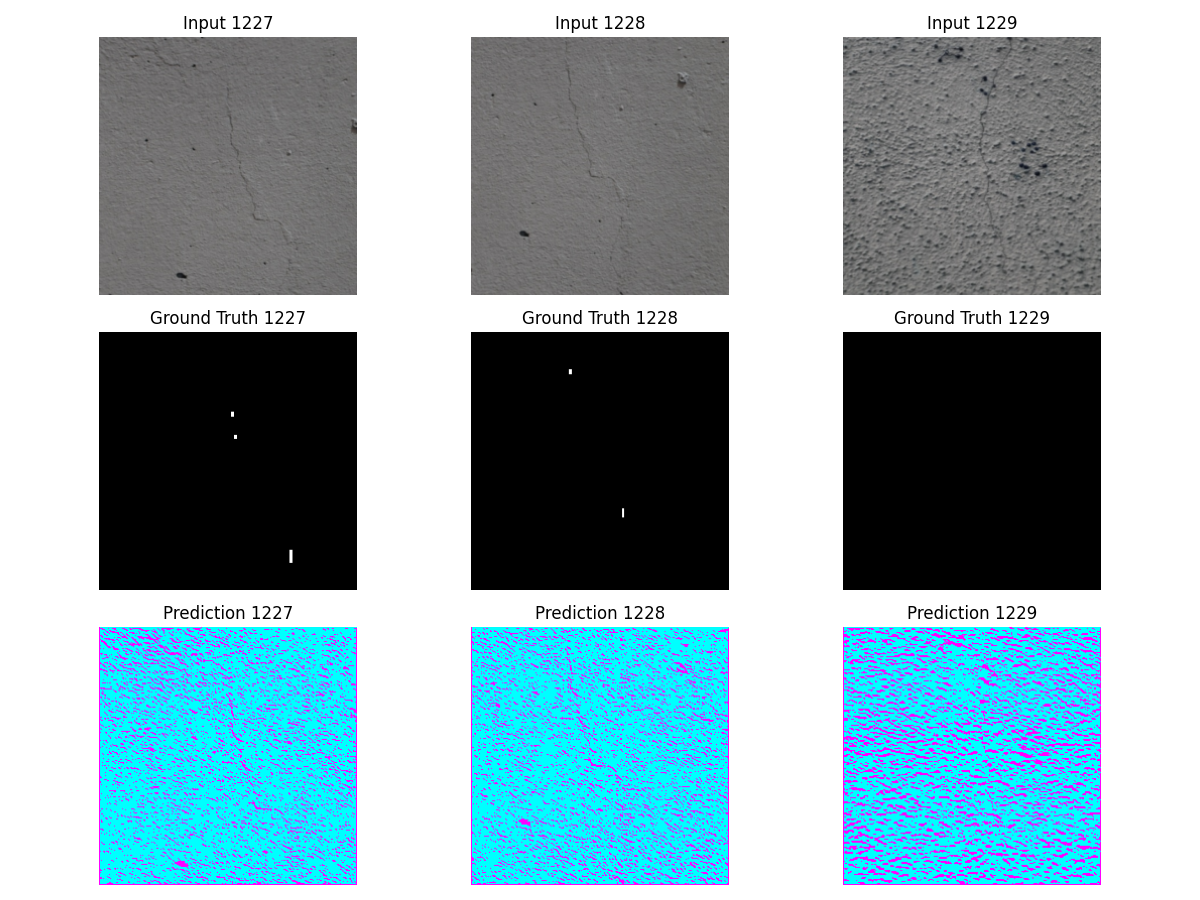 Input 1227
Input 1228
Input 1229
Ground Truth 1227
Ground Truth 1228
Ground Truth 1229
Prediction 1227
Prediction 1228
Prediction 1229